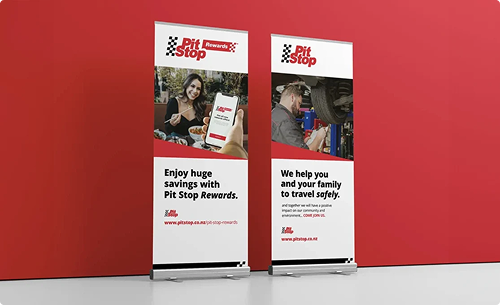 Pit
Stop
Rewards
Enjoy huge
savings with
Pit Stop Rewards.
Pit
Stop
www.pitstop.co.nz/pit-stop-rewards
Pit
Stop
We help you
and your family
to travel safely.
and together we will have a positive
impact on our community and
environment,.. COME JOIN US.
Pit
Stop
www.pitstop.co.nz